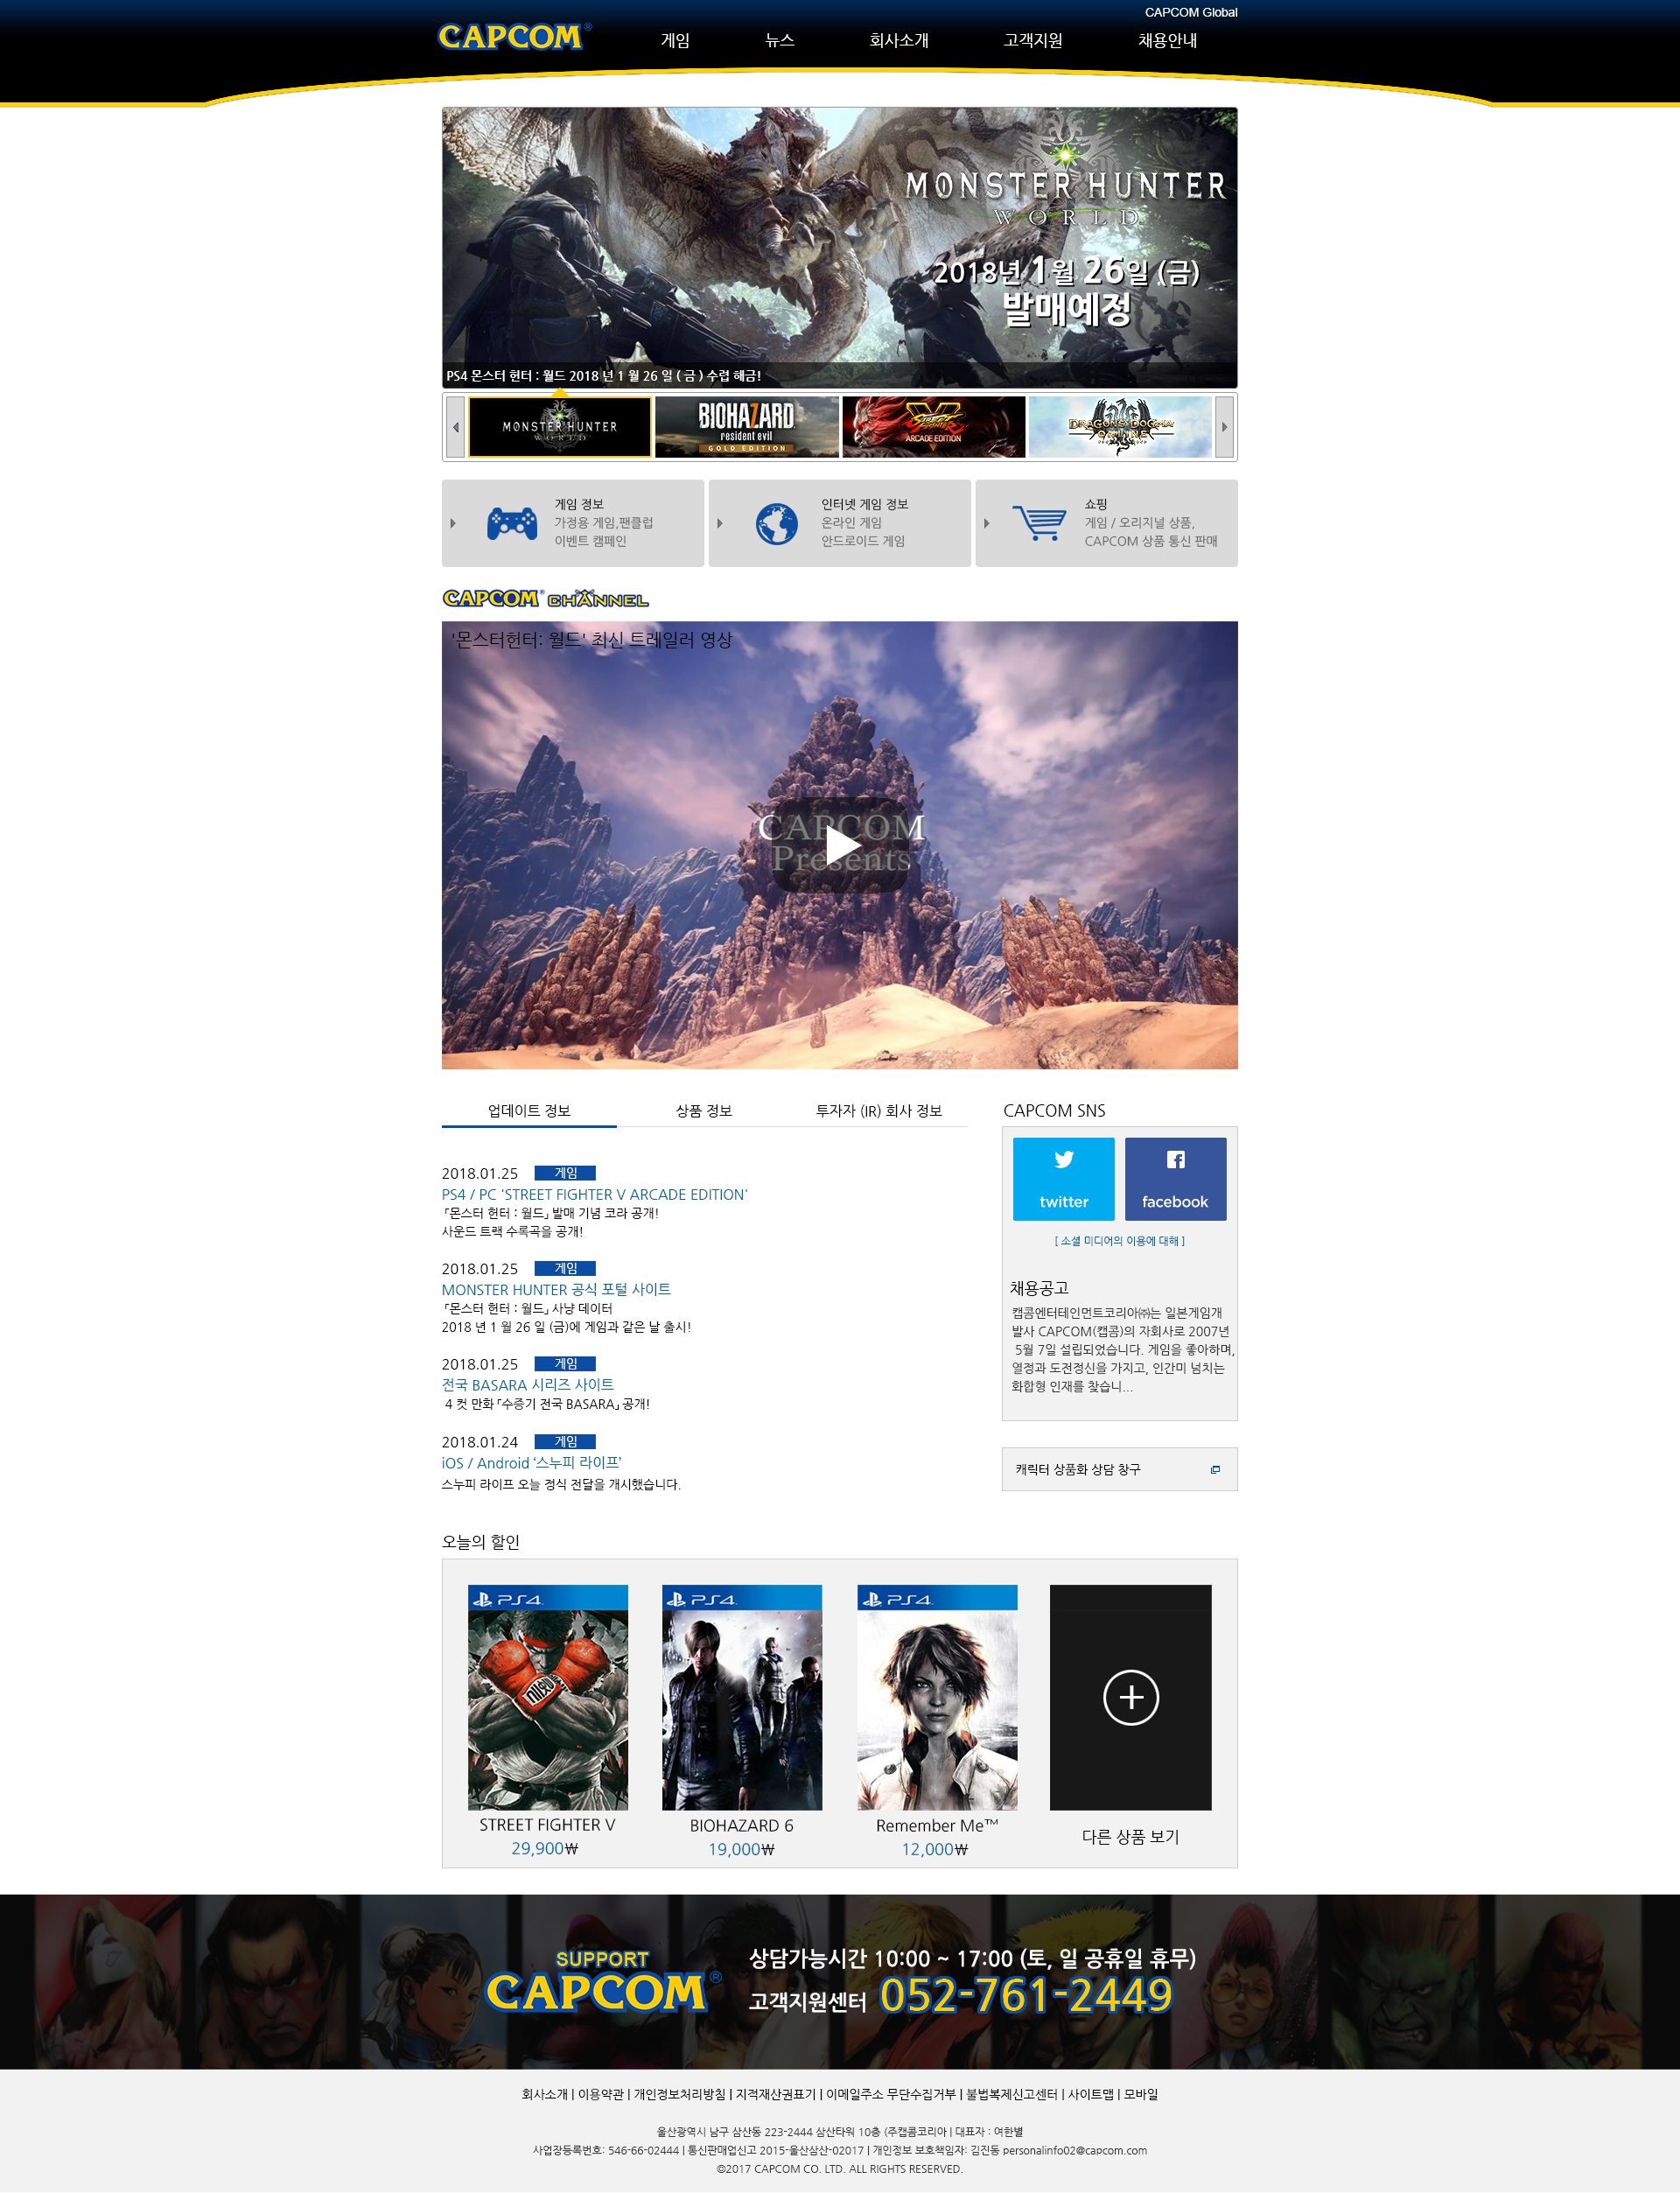 CAPCOM Global
CAPCOM®
게임 뉴스 회사소개 고객지원 채용안내
MONSTER HUNTER
WORLD
2018년 1월 26일 (금)
발매예정
PS4 몬스터 헌터 : 월드 2018 년 1 월 26 일 ( 금 ) 수렵 해금!
MONSTER HUNTER
WORLD
BIOHAZARD
resident evil
GOLD EDITION
STREET FIGHTER V
ARCADE EDITION
DRAGON'S DOGMA
ONLINE
게임 정보
가정용 게임,팬클럽
이벤트 캠페인
인터넷 게임 정보
온라인 게임
안드로이드 게임
쇼핑
게임 / 오리지널 상품,
CAPCOM 상품 통신 판매
CAPCOM® CHANNEL
'몬스터헌터: 월드' 최신 트레일러 영상
CAPCOM
Presents
업데이트 정보 상품 정보 투자자 (IR) 회사 정보
2018.01.25 게임
PS4 / PC 'STREET FIGHTER V ARCADE EDITION'
「몬스터 헌터 : 월드」 발매 기념 코라 공개!
사운드 트랙 수록곡을 공개!
2018.01.25 게임
MONSTER HUNTER 공식 포털 사이트
「몬스터 헌터 : 월드」 사냥 데이터
2018 년 1 월 26 일 (금)에 게임과 같은 날 출시!
2018.01.25 게임
전국 BASARA 시리즈 사이트
4 컷 만화 「수증기 전국 BASARA」 공개!
2018.01.24 게임
iOS / Android ‘스누피 라이프’
스누피 라이프 오늘 정식 전달을 개시했습니다.
CAPCOM SNS
twitter facebook
[ 소셜 미디어의 이용에 대해 ]
채용공고
캡콤엔터테인먼트코리아㈜는 일본게임개
발사 CAPCOM(캡콤)의 자회사로 2007년
5월 7일 설립되었습니다. 게임을 좋아하며,
열정과 도전정신을 가지고, 인간미 넘치는
화합형 인재를 찾습니...
캐릭터 상품화 상담 창구
오늘의 할인
PS4 PS4 PS4
STREET FIGHTER V
29,900₩
BIOHAZARD 6
19,000₩
Remember Me™
12,000₩
다른 상품 보기
SUPPORT
CAPCOM®
상담가능시간 10:00 ~ 17:00 (토, 일 공휴일 휴무)
고객지원센터 052-761-2449
회사소개 | 이용약관 | 개인정보처리방침 | 지적재산권표기 | 이메일주소 무단수집거부 | 불법복제신고센터 | 사이트맵 | 모바일
울산광역시 남구 삼산동 223-2444 삼산타워 10층 (주캡콤코리아 | 대표자 : 여한별
사업장등록번호: 546-66-02444 | 통신판매업신고 2015-울산삼산-02017 | 개인정보 보호책임자: 김진동 personalinfo02@capcom.com
©2017 CAPCOM CO. LTD. ALL RIGHTS RESERVED.